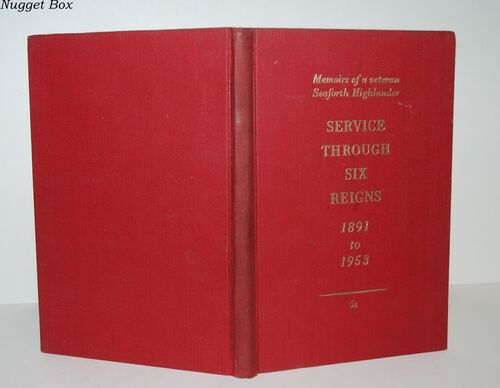 Nugget Box
Memoirs of a veteran
Seaforth Highlander
SERVICE
THROUGH
SIX
REIGNS
1891
to
1953